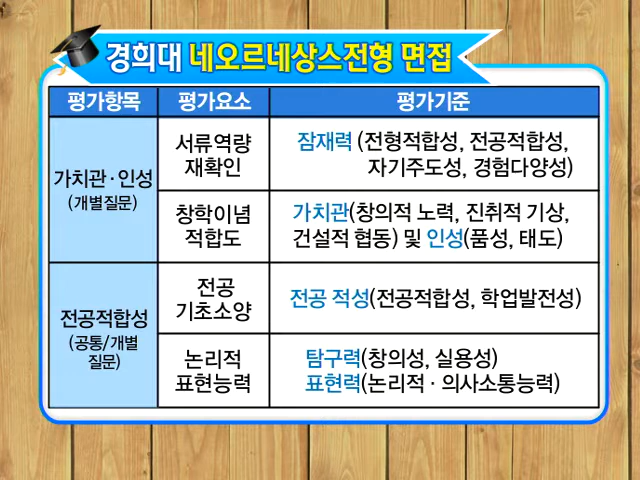 경희대 네오르네상스전형 면접
평가항목 평가요소 평가기준
가치관·인성
(개별질문)
서류역량
재확인
잠재력 (전형적합성, 전공적합성,
자기주도성, 경험다양성)
창학이념
적합도
가치관(창의적 노력, 진취적 기상,
건설적 협동) 및 인성(품성, 태도)
전공적합성
(공통/개별
질문)
전공
기초소양
전공 적성(전공적합성, 학업발전성)
논리적
표현능력
탐구력(창의성, 실용성)
표현력(논리적·의사소통능력)